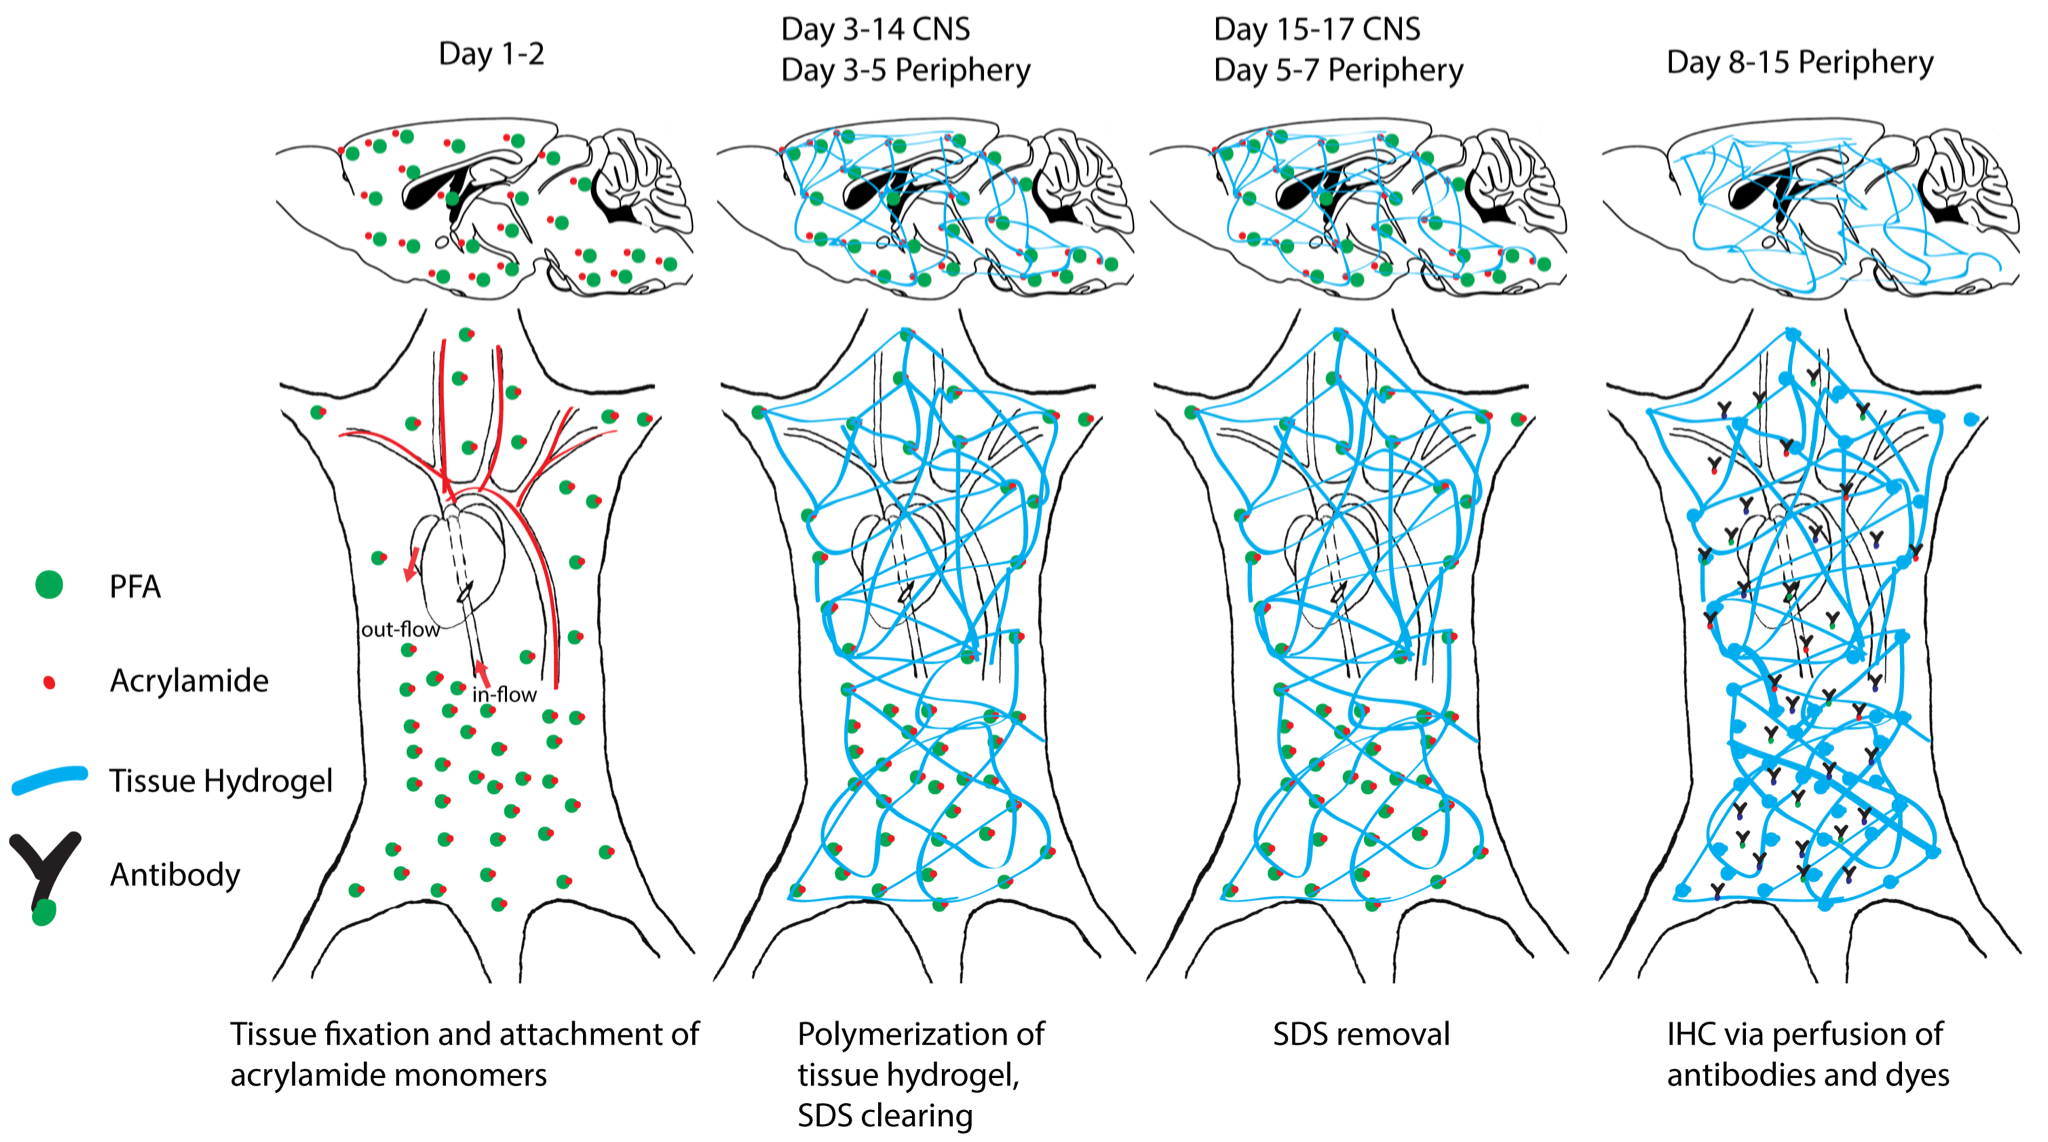 Day 1-2
Day 3-14 CNS
Day 3-5 Periphery
Day 15-17 CNS
Day 5-7 Periphery
Day 8-15 Periphery
PFA
Acrylamide
Tissue Hydrogel
Antibody
out-flow
in-flow
Tissue fixation and attachment of
acrylamide monomers
Polymerization of
tissue hydrogel,
SDS clearing
SDS removal
IHC via perfusion of
antibodies and dyes